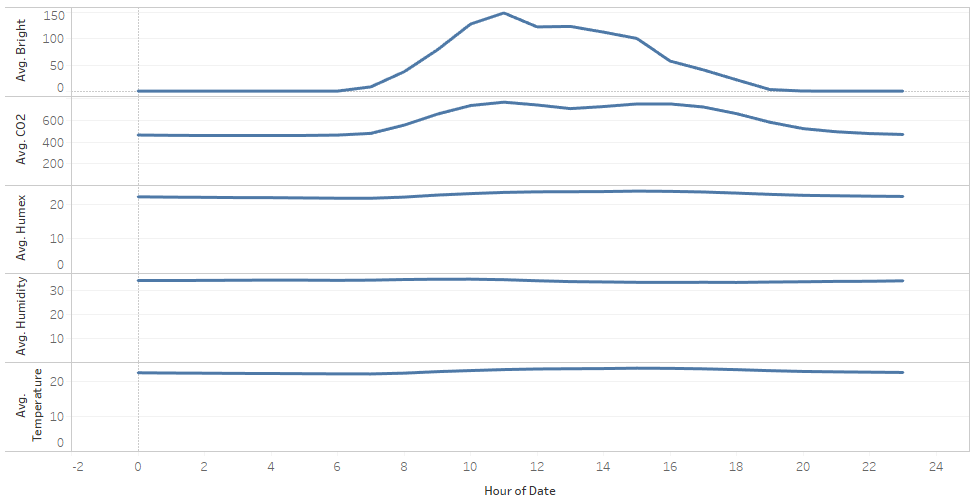 Avg. Bright
150
100
50
0
Avg. CO2
600
400
200
Avg. Humex
20
10
0
Avg. Humidity
30
20
10
Avg.
Temperature
20
10
0
-2 0 2 4 6 8 10 12 14 16 18 20 22 24
Hour of Date